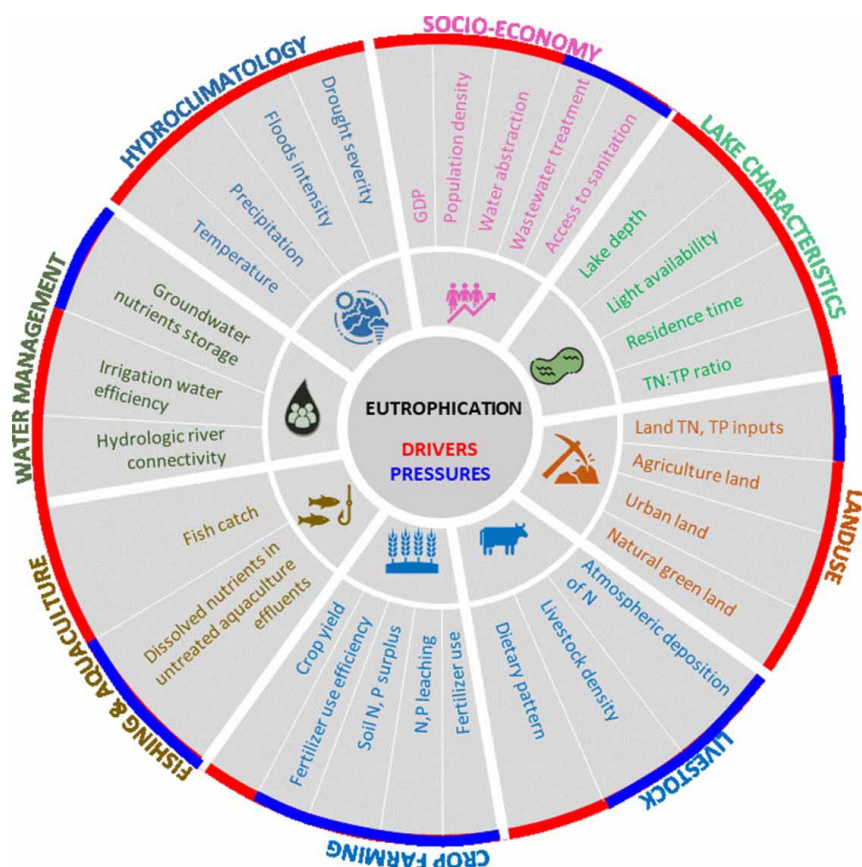 SOCIO-ECONOMY
GDP
Population density
Water abstraction
Wastewater treatment
Access to sanitation
LAKE CHARACTERISTICS
Lake depth
Light availability
Residence time
TN:TP ratio
LANDUSE
Land TN, TP inputs
Agriculture land
Urban land
Natural green land
LIVESTOCK
Atmospheric deposition
of N
Livestock density
Dietary pattern
CROP FARMING
Fertilizer use
N,P leaching
Soil N, P surplus
Fertilizer use efficiency
Crop yield
FISHING & AQUACULTURE
Dissolved nutrients in
untreated aquaculture
effluents
Fish catch
WATER MANAGEMENT
Hydrologic river
connectivity
Irrigation water
efficiency
Groundwater
nutrients storage
HYDROCLIMATOLOGY
Temperature
Precipitation
Floods intensity
Drought severity
EUTROPHICATION
DRIVERS
PRESSURES